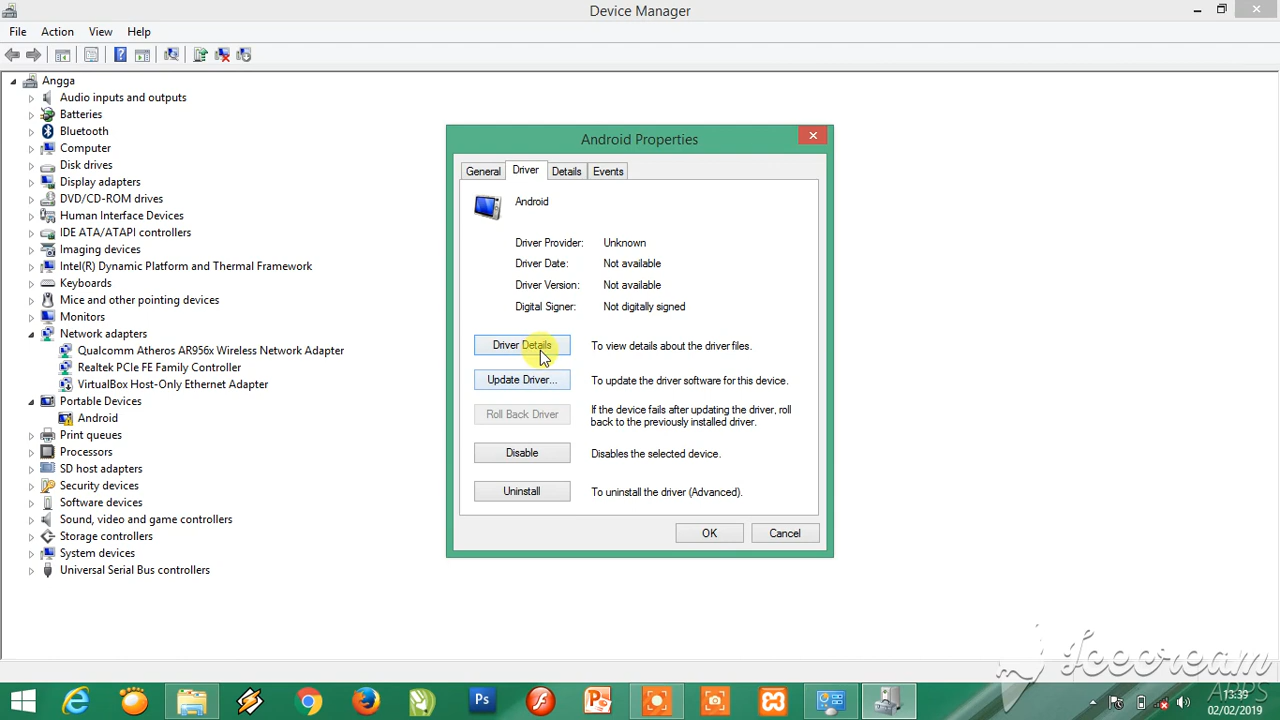 Device Manager
File Action View Help
Angga
Audio inputs and outputs
Batteries
Bluetooth
Computer
Disk drives
Display adapters
DVD/CD-ROM drives
Human Interface Devices
IDE ATA/ATAPI controllers
Imaging devices
Intel(R) Dynamic Platform and Thermal Framework
Keyboards
Mice and other pointing devices
Monitors
Network adapters
Qualcomm Atheros AR956x Wireless Network Adapter
Realtek PCIe FE Family Controller
VirtualBox Host-Only Ethernet Adapter
Portable Devices
Android
Print queues
Processors
SD host adapters
Security devices
Software devices
Sound, video and game controllers
Storage controllers
System devices
Universal Serial Bus controllers
Android Properties
General Driver Details Events
Android
Driver Provider: Unknown
Driver Date: Not available
Driver Version: Not available
Digital Signer: Not digitally signed
Driver Details To view details about the driver files.
Update Driver... To update the driver software for this device.
Roll Back Driver If the device fails after updating the driver, roll
back to the previously installed driver.
Disable Disables the selected device.
Uninstall To uninstall the driver (Advanced).
OK Cancel
Icecream
APPS
Ps
13:39
02/02/2019